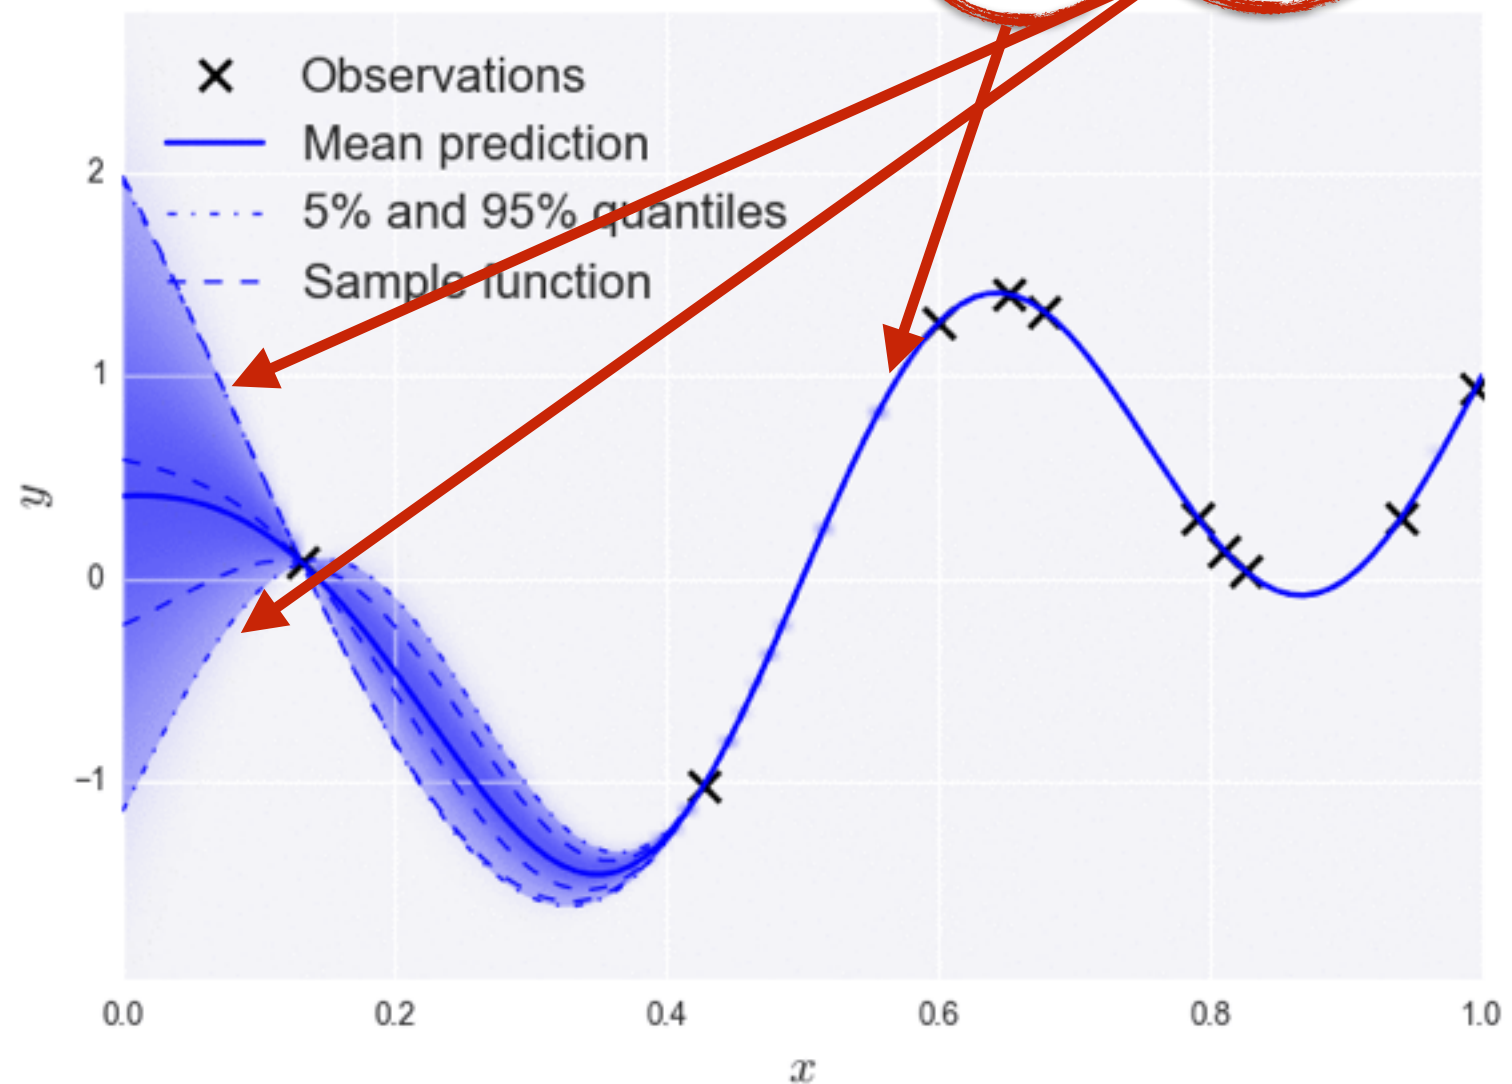 Observations
Mean prediction
5% and 95% quantiles
Sample function
2
1
0
−1
y
0.0 0.2 0.4 0.6 0.8 1.0
x